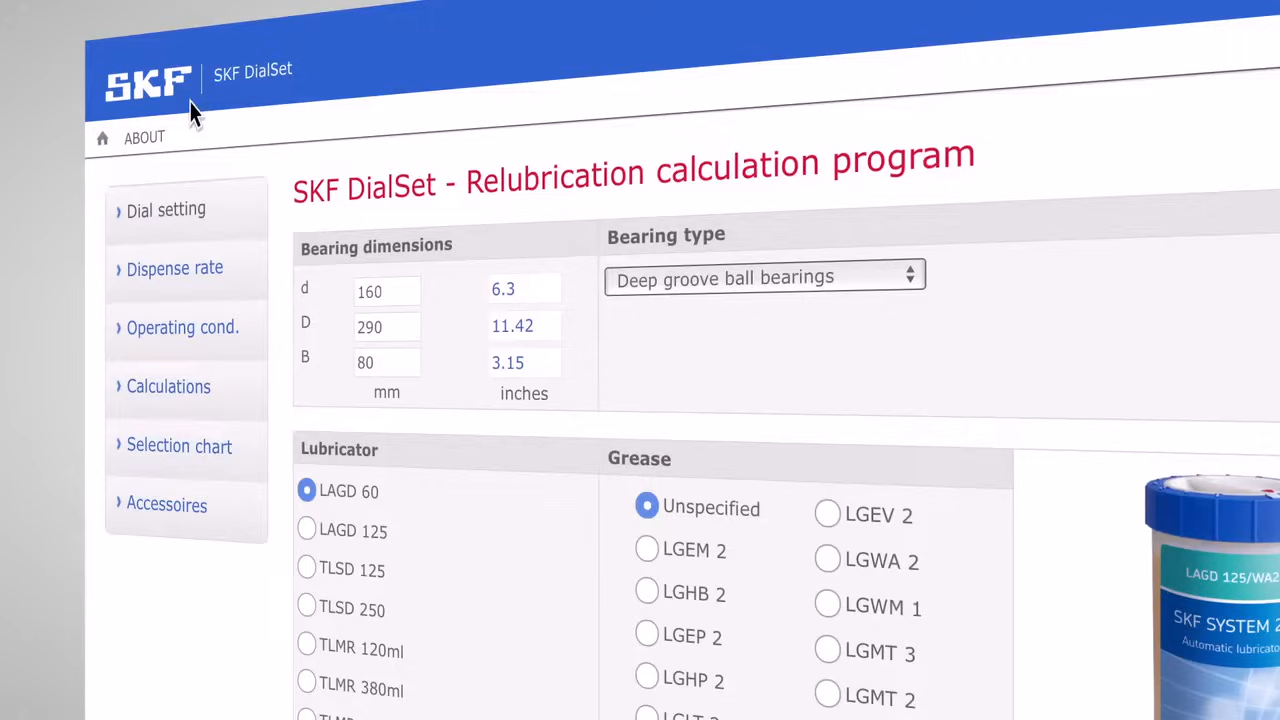 SKF
SKF DialSet
ABOUT
SKF DialSet - Relubrication calculation program
Dial setting
Dispense rate
Operating cond.
Calculations
Selection chart
Accessoires
Bearing dimensions
d 160 6.3
D 290 11.42
B 80 3.15
mm inches
Bearing type
Deep groove ball bearings
Lubricator
LAGD 60
LAGD 125
TLSD 125
TLSD 250
TLMR 120ml
TLMR 380ml
Grease
Unspecified
LGEM 2
LGHB 2
LGEP 2
LGHP 2
LGEV 2
LGWA 2
LGWM 1
LGMT 3
LGMT 2
LAGD 125/WA2
SKF SYSTEM 2
Automatic lubricato